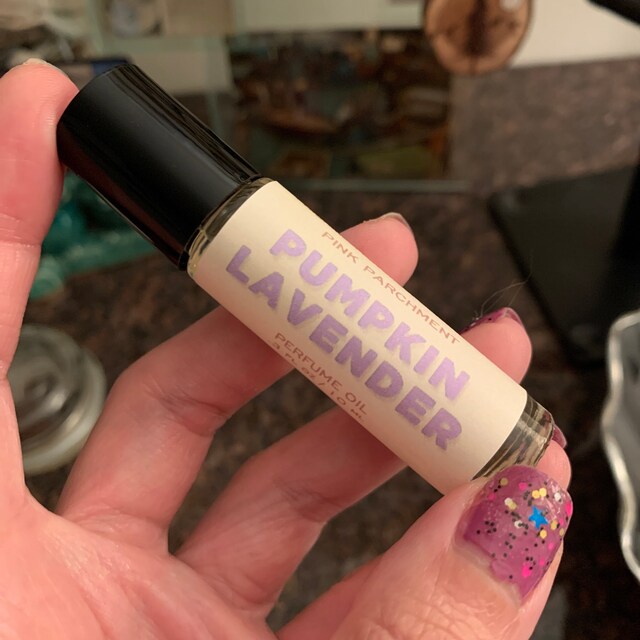 PINK PARCHMENT
PUMPKIN
LAVENDER
PERFUME OIL